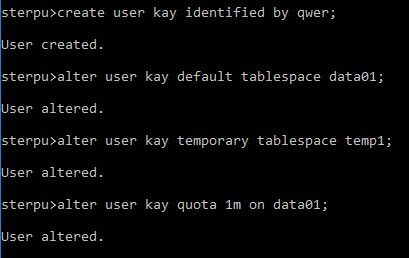 sterpu>create user kay identified by qwer;
User created.
sterpu>alter user kay default tablespace data01;
User altered.
sterpu>alter user kay temporary tablespace temp1;
User altered.
sterpu>alter user kay quota 1m on data01;
User altered.